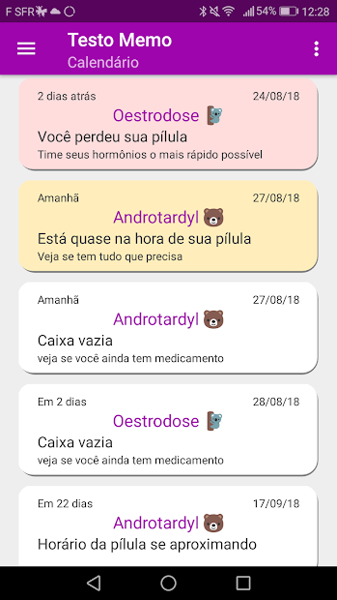 F SFR 54% 12:28
Testo Memo
Calendário
2 dias atrás 24/08/18
Oestrodose
Você perdeu sua pílula
Time seus hormônios o mais rápido possível
Amanhã 27/08/18
Androtardyl
Está quase na hora de sua pílula
Veja se tem tudo que precisa
Amanhã 27/08/18
Androtardyl
Caixa vazia
veja se você ainda tem medicamento
Em 2 dias 28/08/18
Oestrodose
Caixa vazia
veja se você ainda tem medicamento
Em 22 dias 17/09/18
Androtardyl
Horário da pílula se aproximando